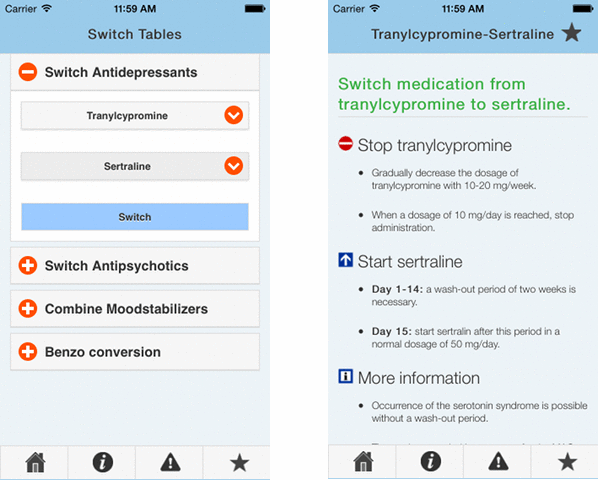 Carrier 11:59 AM
Switch Tables
Switch Antidepressants
Tranylcypromine
Sertraline
Switch
Switch Antipsychotics
Combine Moodstabilizers
Benzo conversion
Carrier 11:59 AM
Tranylcypromine-Sertraline
Switch medication from
tranylcypromine to sertraline.
Stop tranylcypromine
• Gradually decrease the dosage of
tranylcypromine with 10-20 mg/week.
• When a dosage of 10 mg/day is reached, stop
administration.
Start sertraline
• Day 1-14: a wash-out period of two weeks is
necessary.
• Day 15: start sertralin after this period in a
normal dosage of 50 mg/day.
More information
• Occurrence of the serotonin syndrome is possible
without a wash-out period.